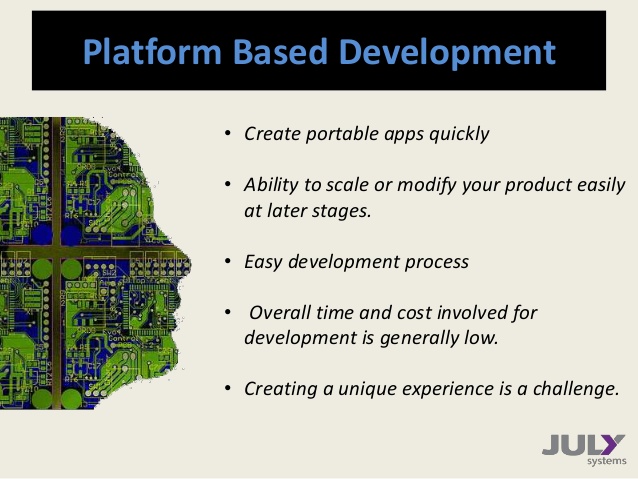 Platform Based Development
• Create portable apps quickly
• Ability to scale or modify your product easily
at later stages.
• Easy development process
• Overall time and cost involved for
development is generally low.
• Creating a unique experience is a challenge.
JULY
systems